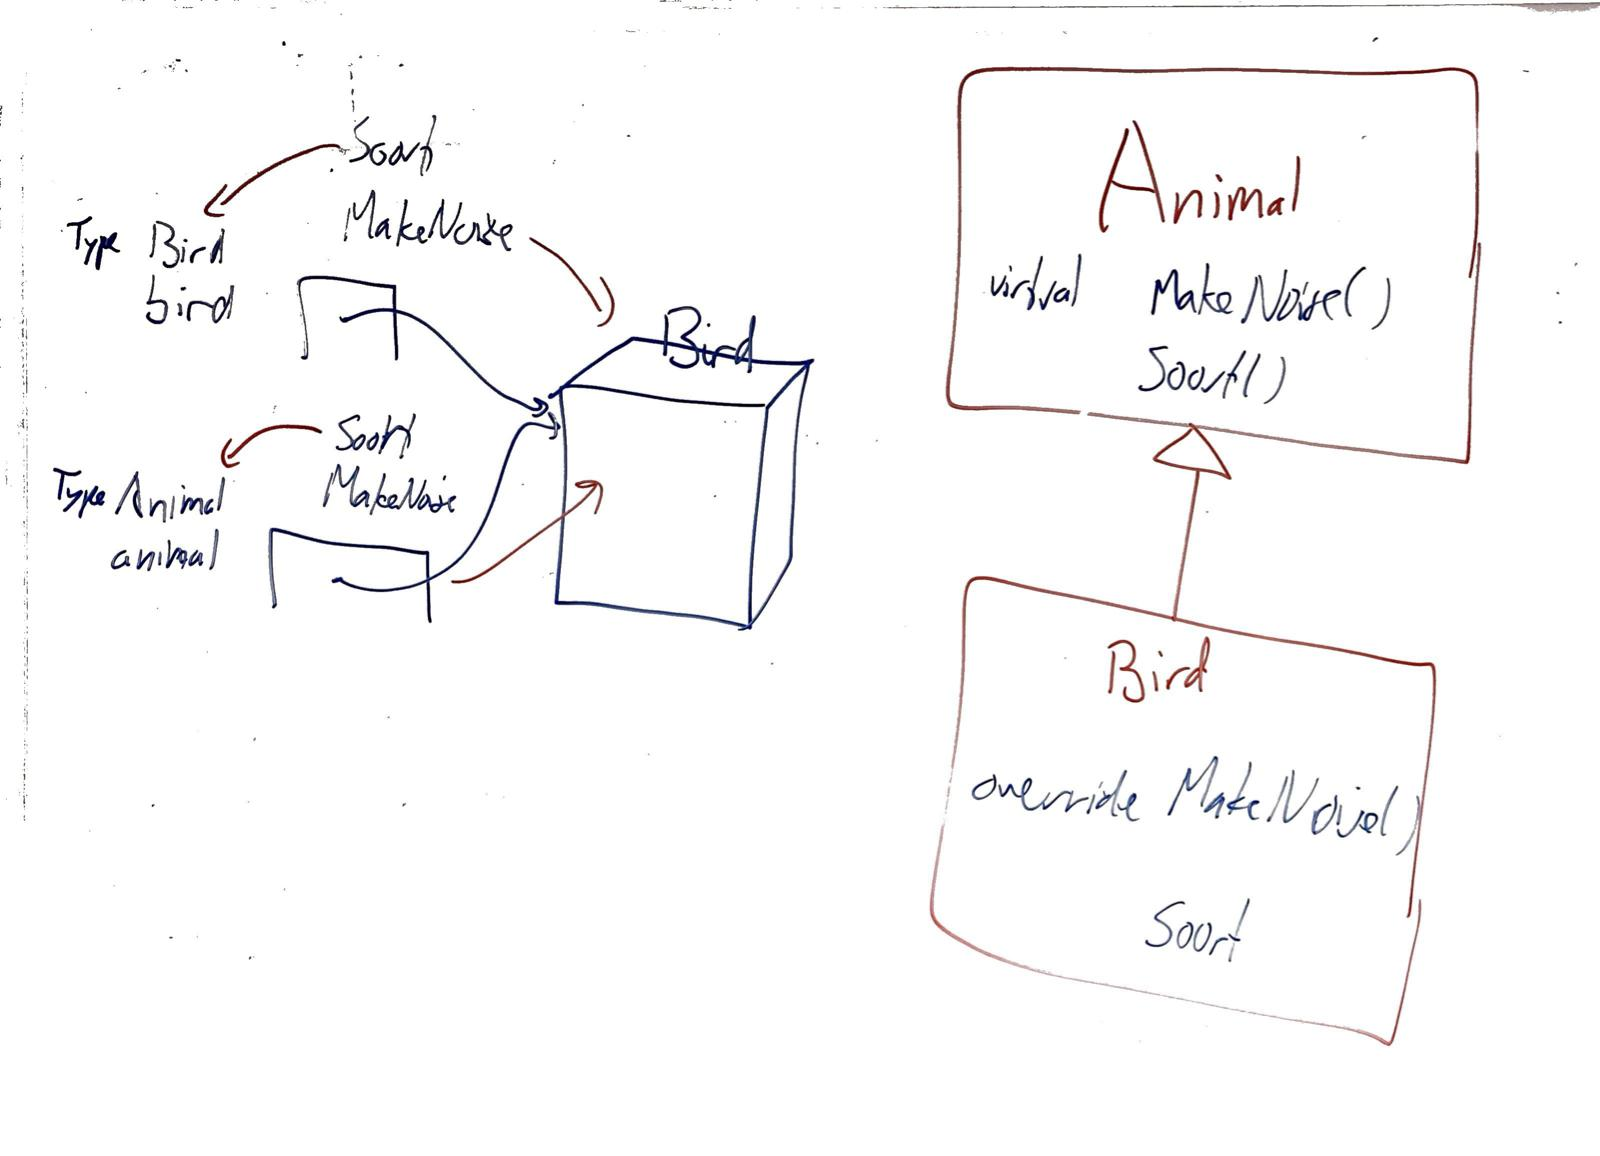 Soort
MakeNoise
Type Bird
bird
Bird
Soort
MakeNoise
Type Animal
animal
Animal
virtual MakeNoise()
Soort()
Bird
override MakeNoise()
Soort